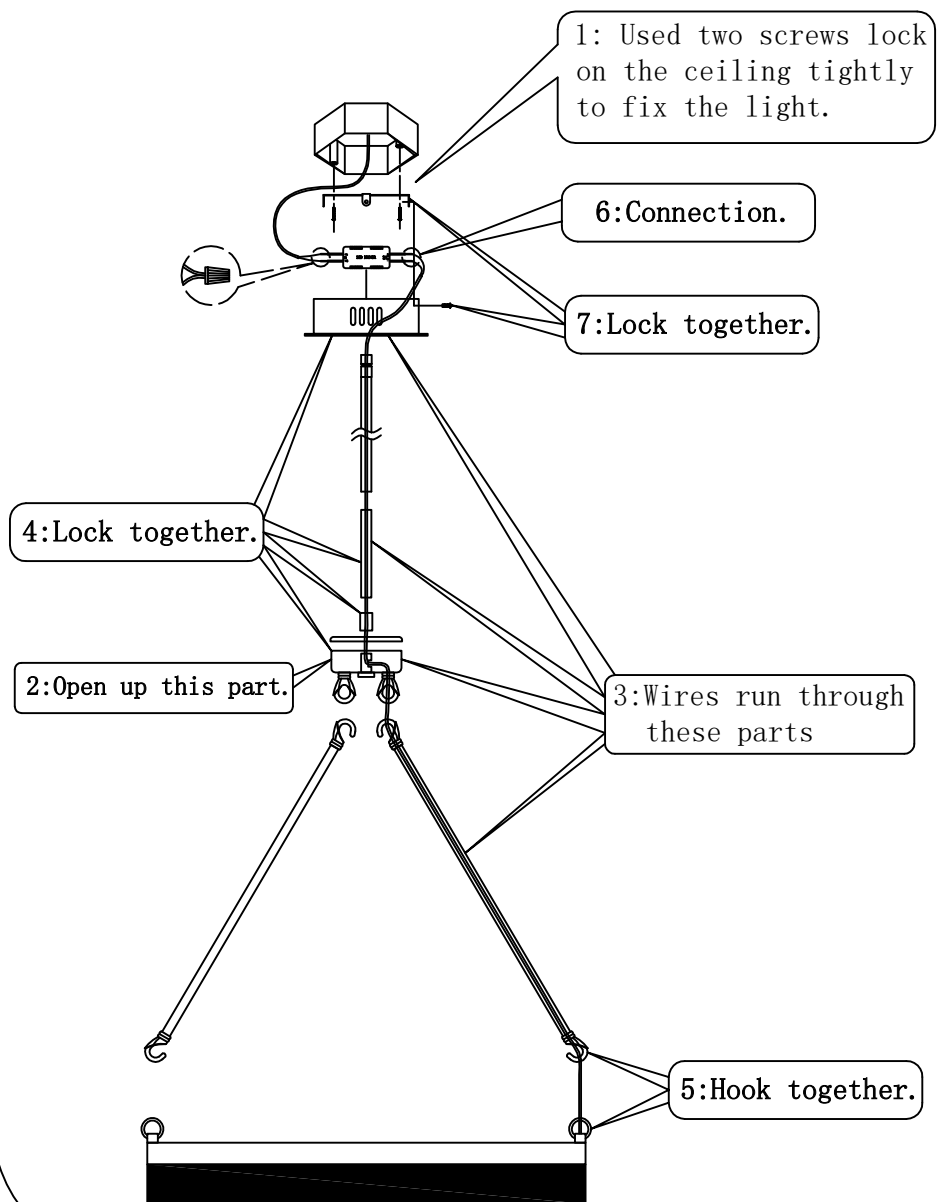 1: Used two screws lock
on the ceiling tightly
to fix the light.
6:Connection.
7:Lock together.
4:Lock together.
2:Open up this part.
3:Wires run through
these parts
5:Hook together.